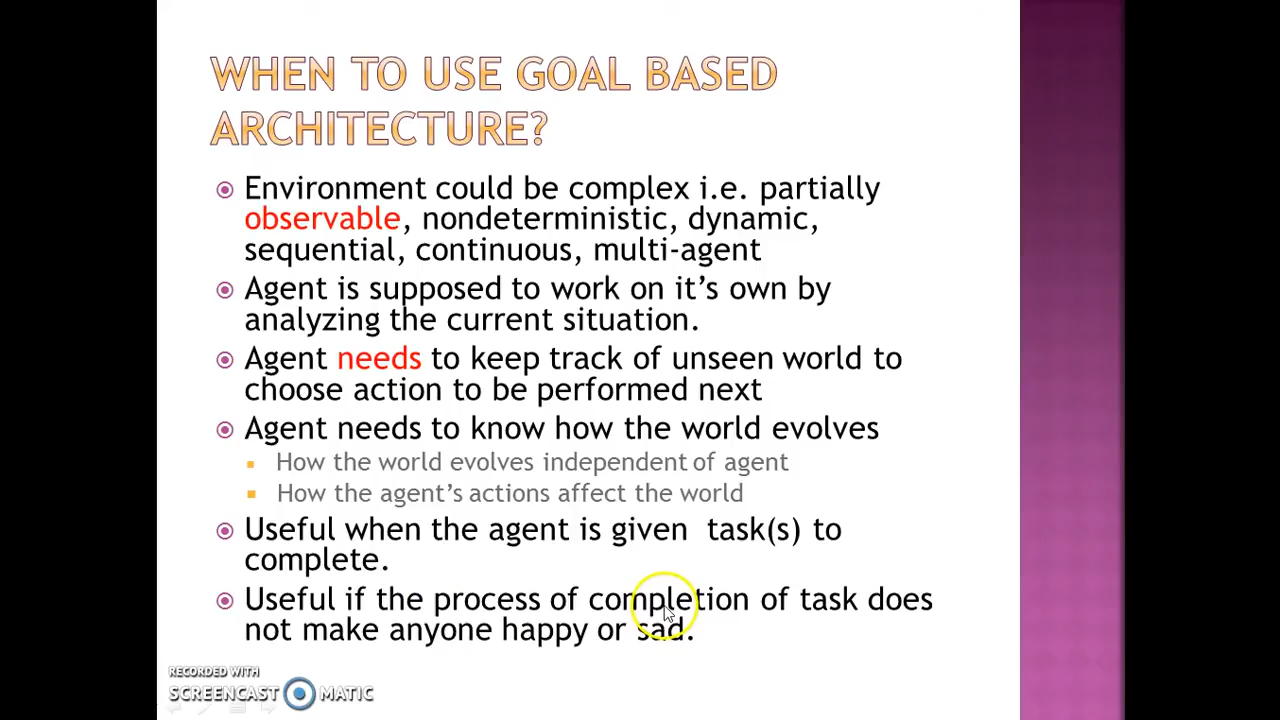 WHEN TO USE GOAL BASED
ARCHITECTURE?
Environment could be complex i.e. partially
observable, nondeterministic, dynamic,
sequential, continuous, multi-agent
Agent is supposed to work on it’s own by
analyzing the current situation.
Agent needs to keep track of unseen world to
choose action to be performed next
Agent needs to know how the world evolves
How the world evolves independent of agent
How the agent’s actions affect the world
Useful when the agent is given task(s) to
complete.
Useful if the process of completion of task does
not make anyone happy or sad.
RECORDED WITH
SCREENCAST MATIC